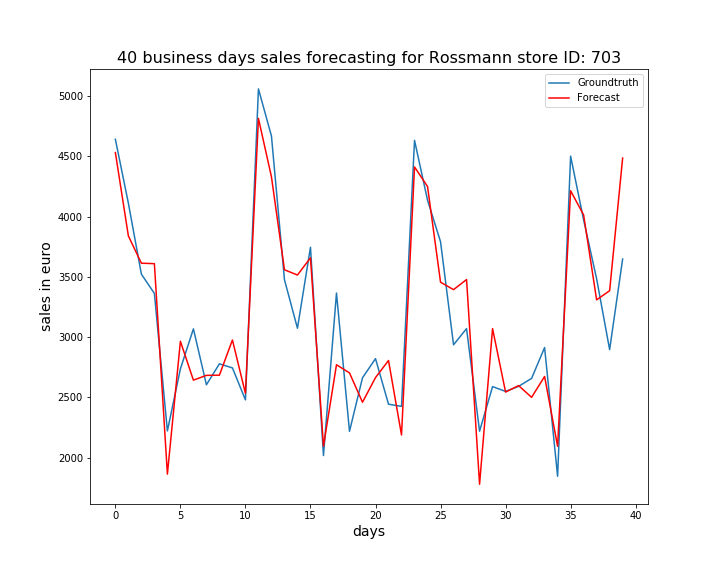 40 business days sales forecasting for Rossmann store ID: 703
Groundtruth
Forecast
5000
4500
4000
3500
3000
2500
2000
sales in euro
0 5 10 15 20 25 30 35 40
days